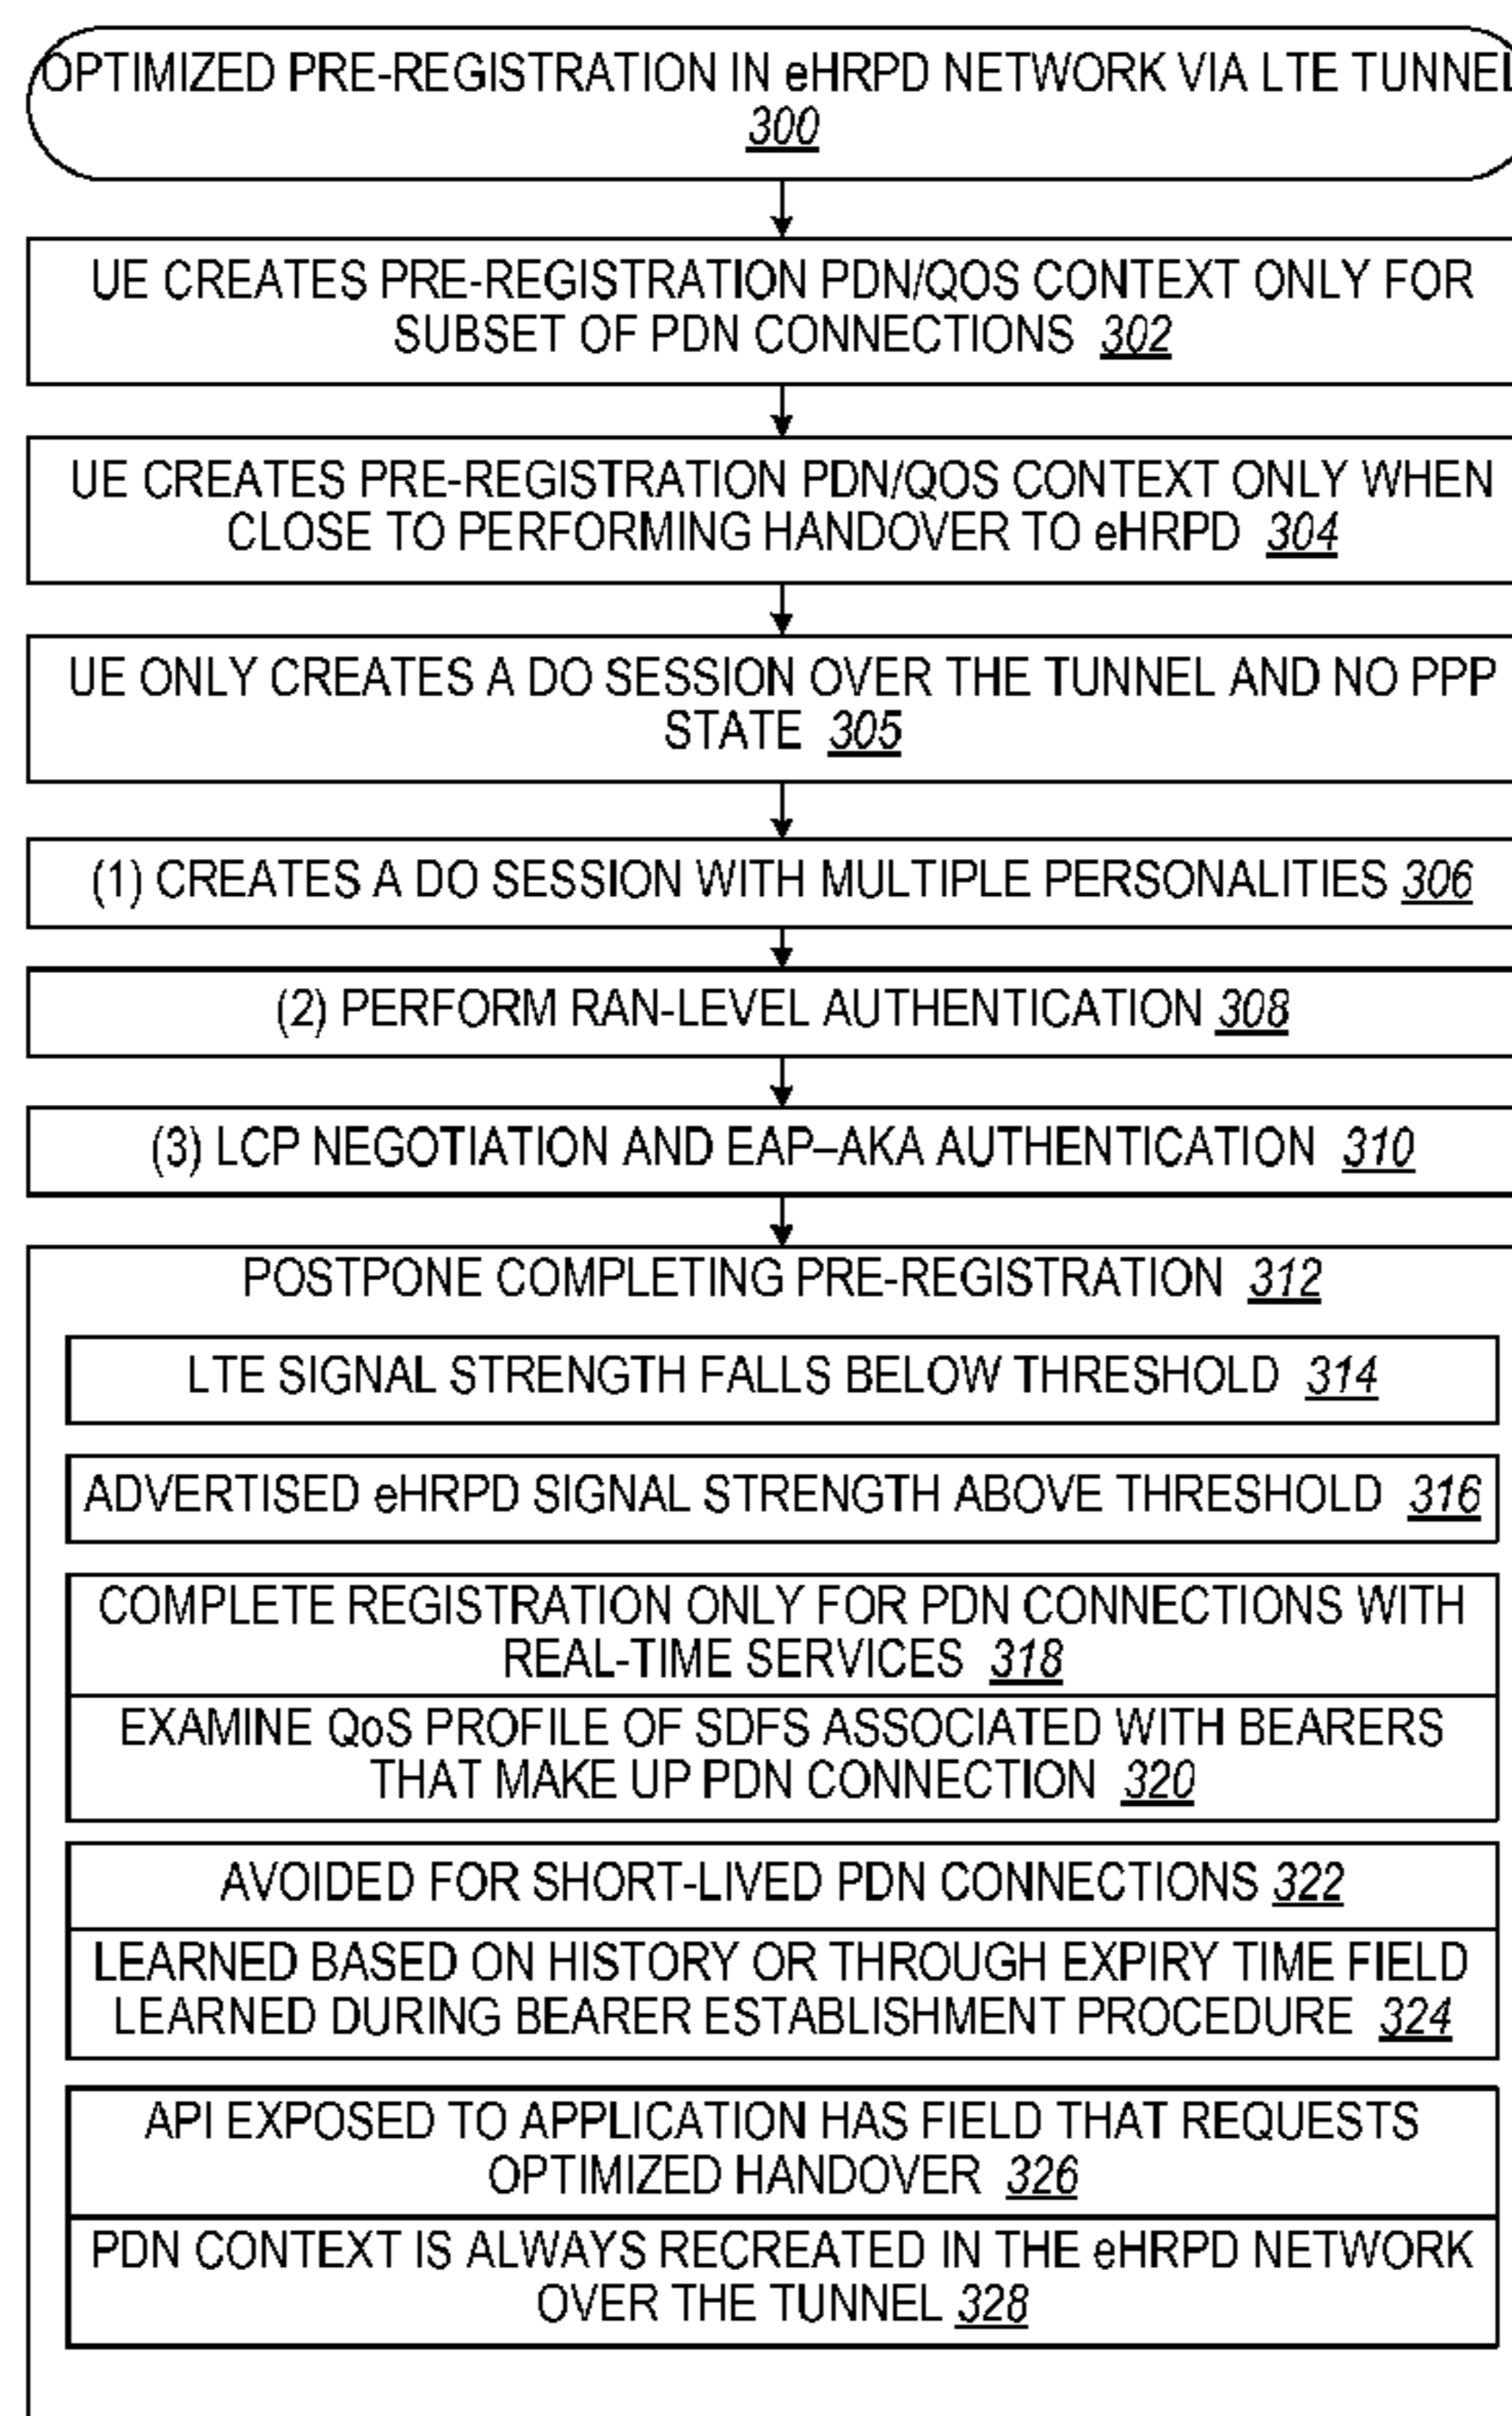 OPTIMIZED PRE-REGISTRATION IN eHRPD NETWORK VIA LTE TUNNEL
300
UE CREATES PRE-REGISTRATION PDN/QOS CONTEXT ONLY FOR
SUBSET OF PDN CONNECTIONS 302
UE CREATES PRE-REGISTRATION PDN/QOS CONTEXT ONLY WHEN
CLOSE TO PERFORMING HANDOVER TO eHRPD 304
UE ONLY CREATES A DO SESSION OVER THE TUNNEL AND NO PPP
STATE 305
(1) CREATES A DO SESSION WITH MULTIPLE PERSONALITIES 306
(2) PERFORM RAN-LEVEL AUTHENTICATION 308
(3) LCP NEGOTIATION AND EAP–AKA AUTHENTICATION 310
POSTPONE COMPLETING PRE-REGISTRATION 312
LTE SIGNAL STRENGTH FALLS BELOW THRESHOLD 314
ADVERTISED eHRPD SIGNAL STRENGTH ABOVE THRESHOLD 316
COMPLETE REGISTRATION ONLY FOR PDN CONNECTIONS WITH
REAL-TIME SERVICES 318
EXAMINE QoS PROFILE OF SDFS ASSOCIATED WITH BEARERS
THAT MAKE UP PDN CONNECTION 320
AVOIDED FOR SHORT-LIVED PDN CONNECTIONS 322
LEARNED BASED ON HISTORY OR THROUGH EXPIRY TIME FIELD
LEARNED DURING BEARER ESTABLISHMENT PROCEDURE 324
API EXPOSED TO APPLICATION HAS FIELD THAT REQUESTS
OPTIMIZED HANDOVER 326
PDN CONTEXT IS ALWAYS RECREATED IN THE eHRPD NETWORK
OVER THE TUNNEL 328